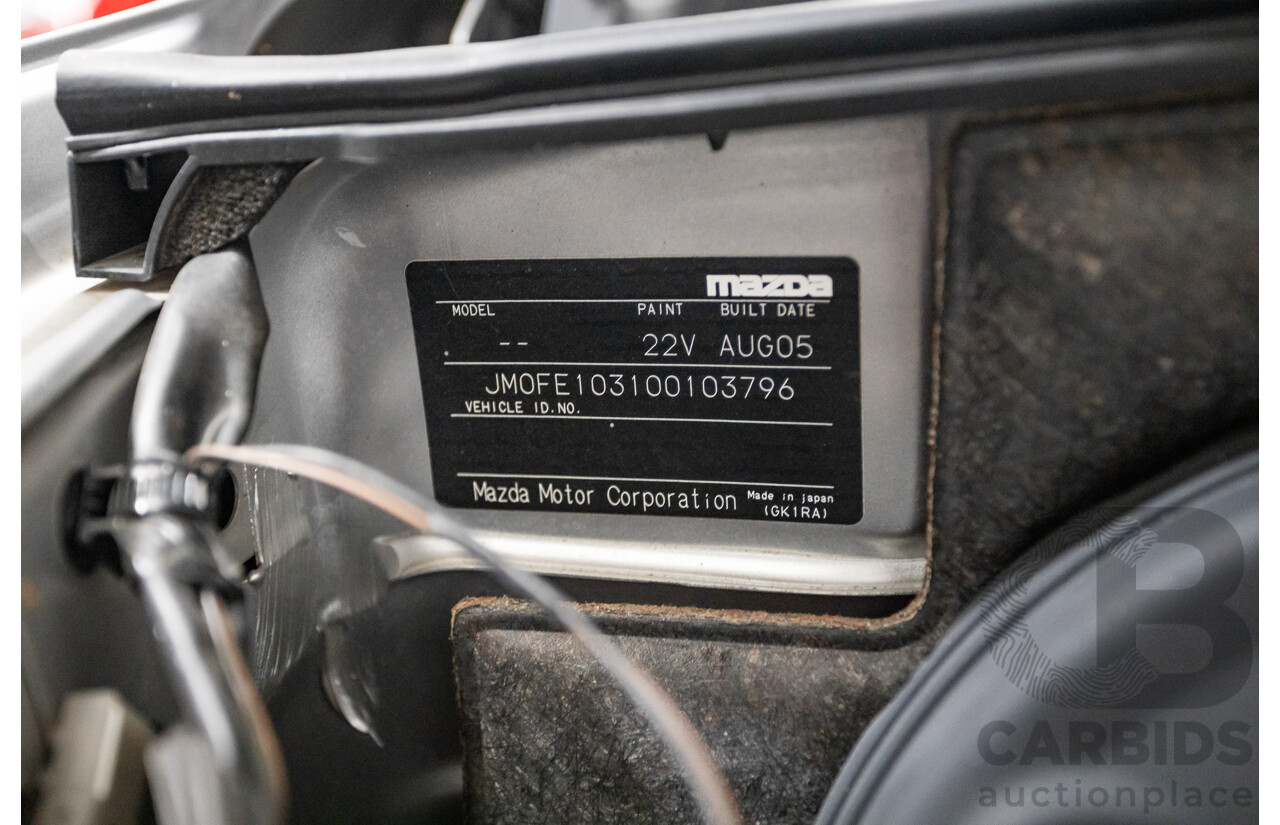 mazda
MODEL PAINT BUILT DATE
-- 22V AUG05
JM0FE103100103796
VEHICLE ID.NO.
Mazda Motor Corporation Made in japan
(GK1RA)
CB
CARBIDS
auctionplace